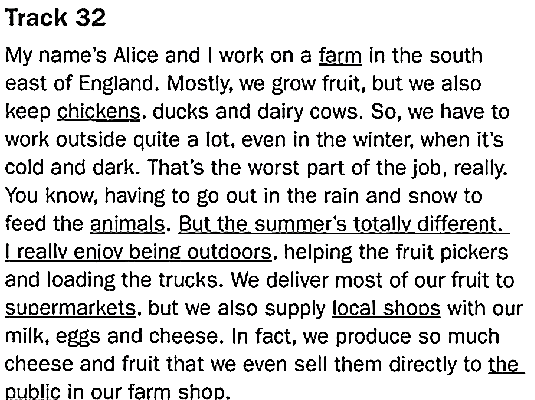 Track 32
My name's Alice and I work on a farm in the south
east of England. Mostly, we grow fruit, but we also
keep chickens, ducks and dairy cows. So, we have to
work outside quite a lot, even in the winter, when it's
cold and dark. That's the worst part of the job, really.
You know, having to go out in the rain and snow to
feed the animals. But the summer's totally different.
I really enjoy being outdoors, helping the fruit pickers
and loading the trucks. We deliver most of our fruit to
supermarkets, but we also supply local shops with our
milk, eggs and cheese. In fact, we produce so much
cheese and fruit that we even sell them directly to the
public in our farm shop.